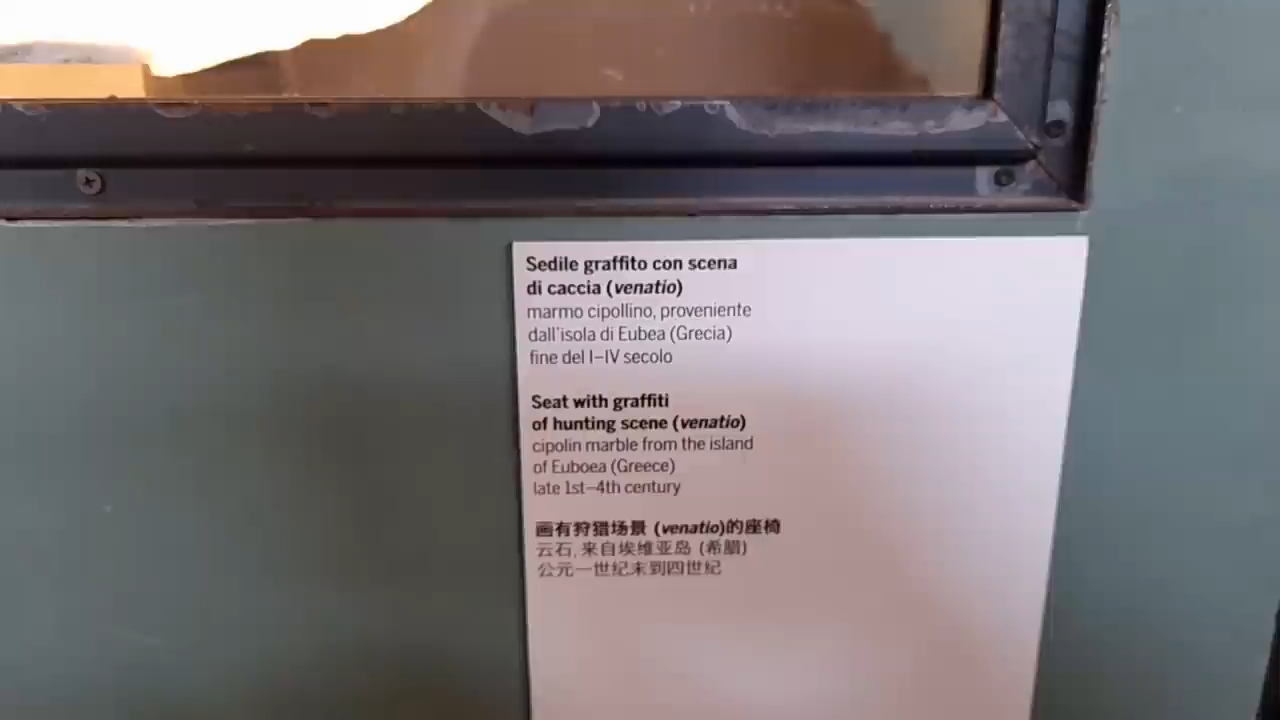 Sedile graffito con scena
di caccia (venatio)
marmo cipollino, proveniente
dall'isola di Eubea (Grecia)
fine del I–IV secolo
Seat with graffiti
of hunting scene (venatio)
cipolin marble from the island
of Euboea (Greece)
late 1st–4th century
画有狩猎场景 (venatio)的座椅
云石, 来自埃维亚岛 (希腊)
公元一世纪末到四世纪